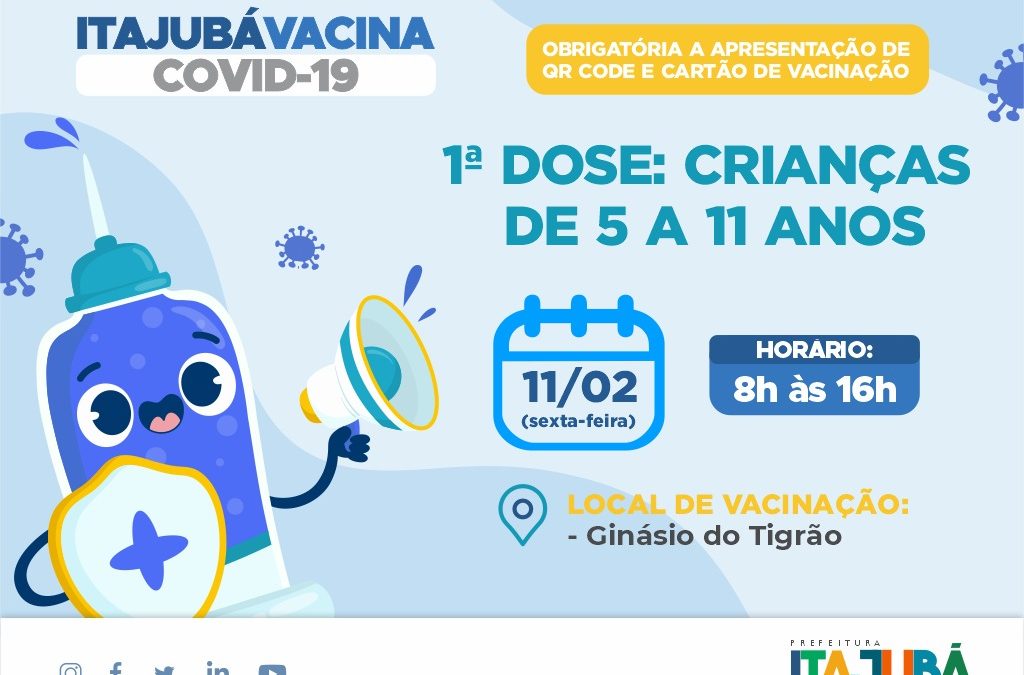 ITAJUBÁVACINA
COVID-19
OBRIGATÓRIA A APRESENTAÇÃO DE
QR CODE E CARTÃO DE VACINAÇÃO
1ª DOSE: CRIANÇAS
DE 5 A 11 ANOS
11/02
(sexta-feira)
HORÁRIO:
8h às 16h
LOCAL DE VACINAÇÃO:
- Ginásio do Tigrão
PREFEITURA
ITAJUBÁ